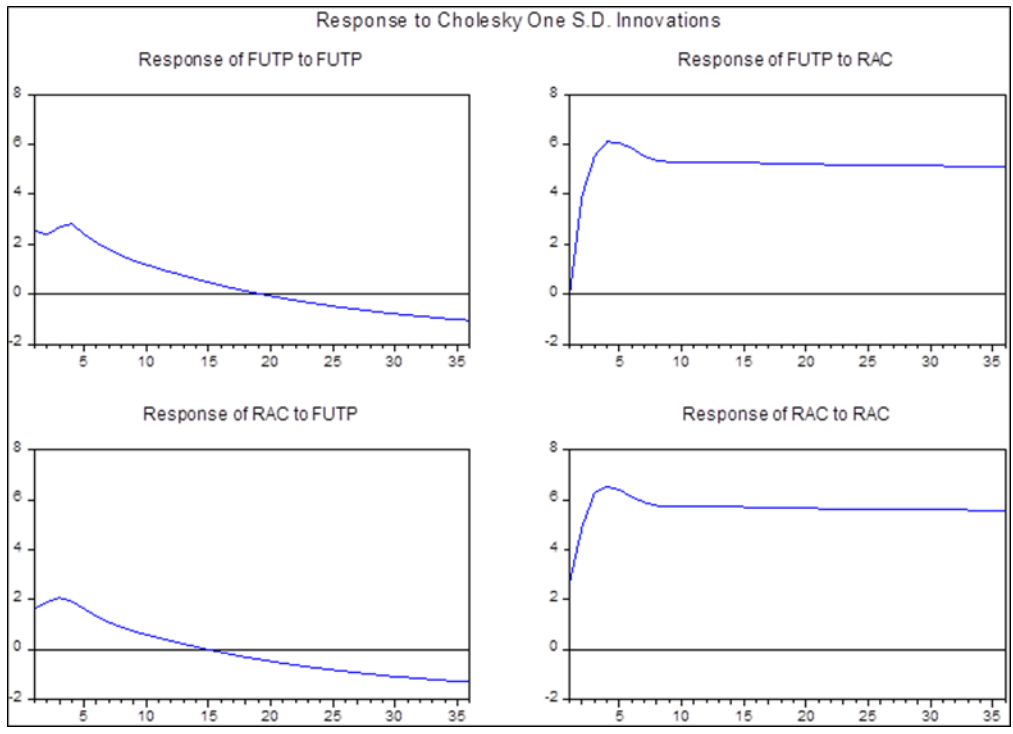 Response to Cholesky One S.D. Innovations
Response of FUTP to FUTP
8
6
4
2
0
-2
5 10 15 20 25 30 35
Response of FUTP to RAC
8
6
4
2
0
-2
5 10 15 20 25 30 35
Response of RAC to FUTP
8
6
4
2
0
-2
5 10 15 20 25 30 35
Response of RAC to RAC
8
6
4
2
0
-2
5 10 15 20 25 30 35